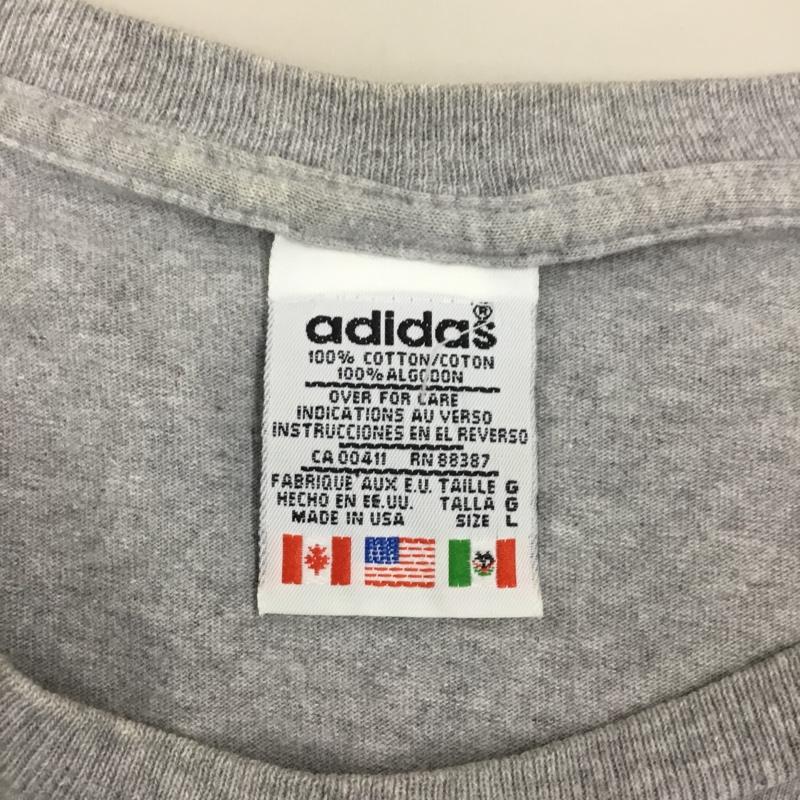 adidas®
100% COTTON/COTON
100% ALGODON
OVER FOR CARE
INDICATIONS AU VERSO
INSTRUCCIONES EN EL REVERSO
CA 00411 RN 88387
FABRIQUE AUX E.U. TAILLE G
HECHO EN EE.UU. TALLA G
MADE IN USA SIZE L